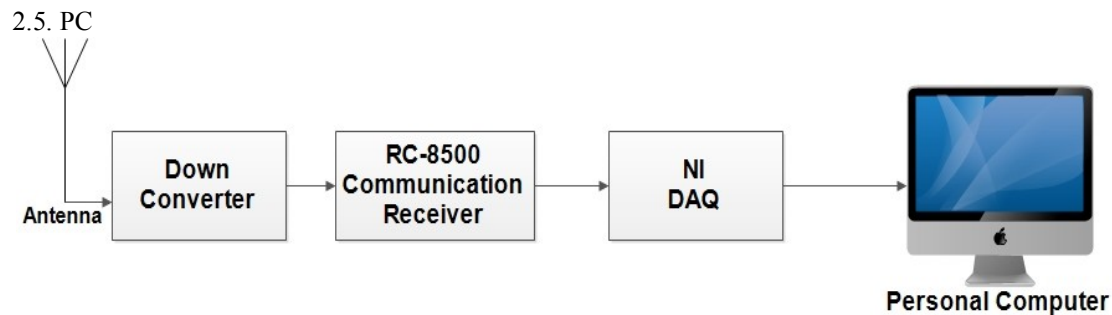 2.5. PC
Antenna
Down
Converter
RC-8500
Communication
Receiver
NI
DAQ
Personal Computer